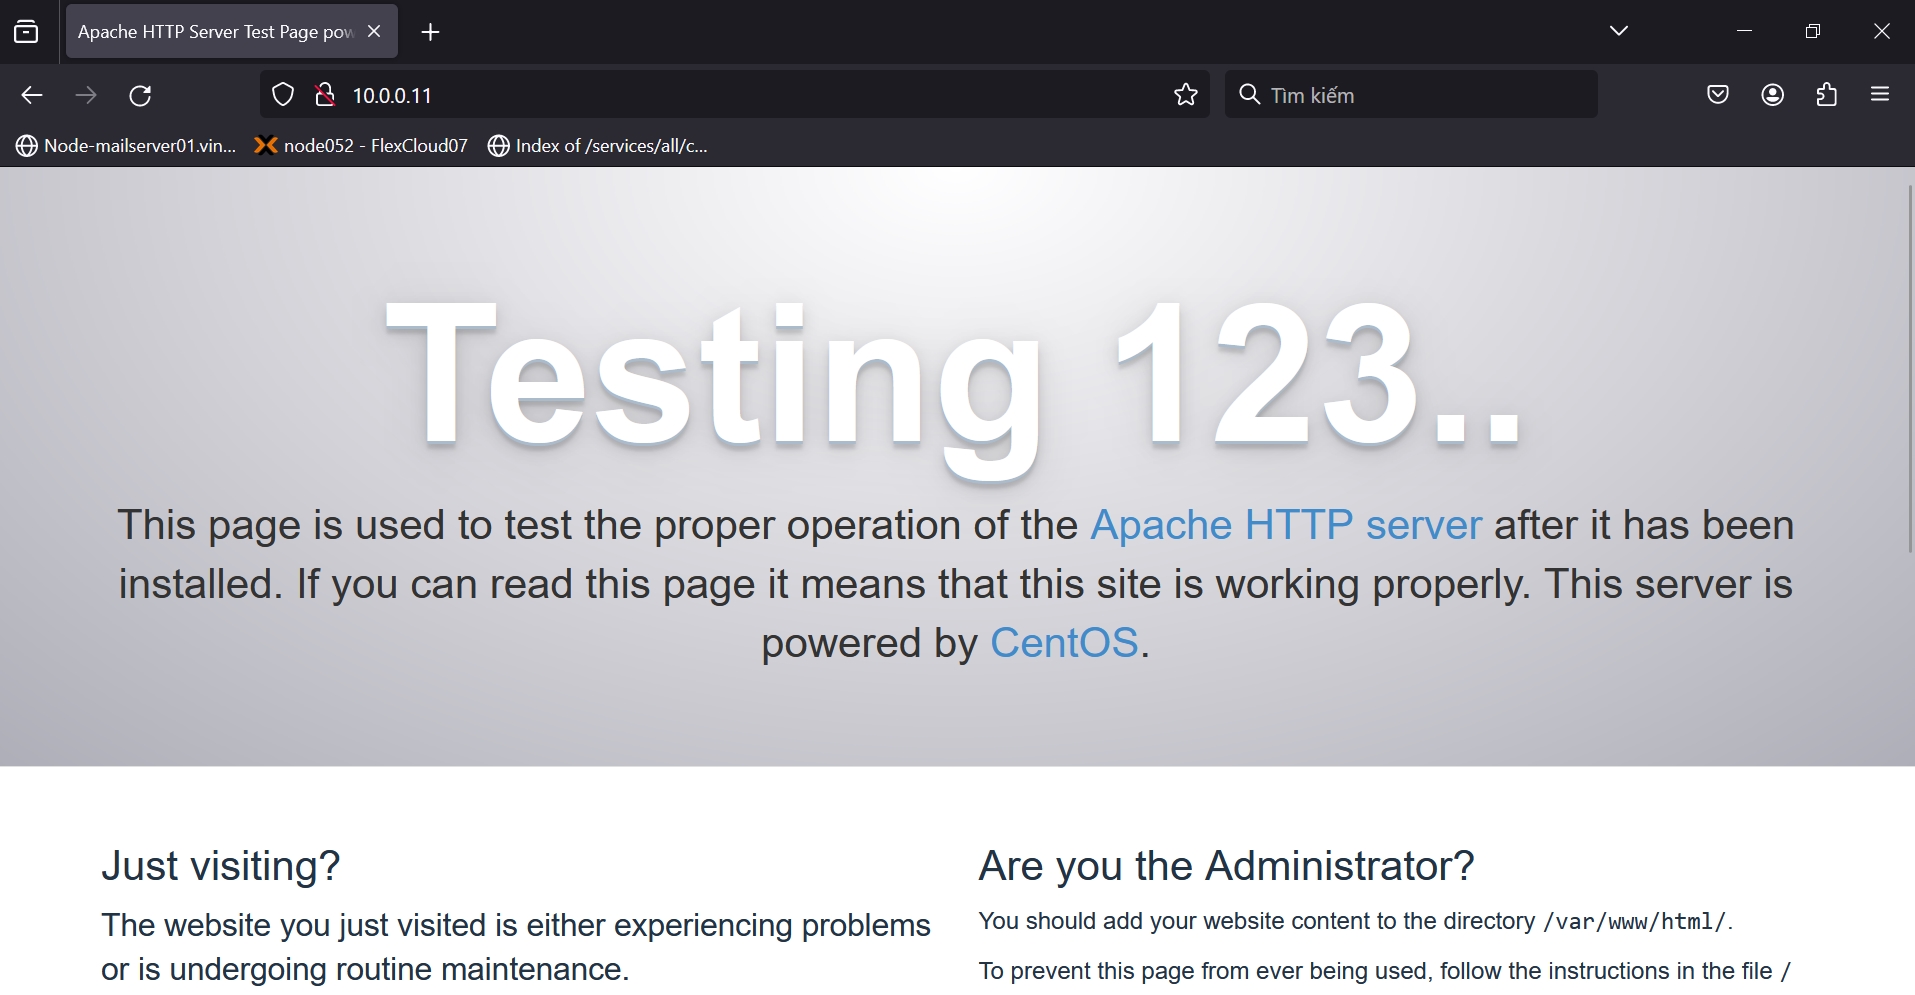 Apache HTTP Server Test Page pow
10.0.0.11
Tìm kiếm
Node-mailserver01.vin...
node052 - FlexCloud07
Index of /services/all/c...
Testing 123..
This page is used to test the proper operation of the Apache HTTP server after it has been
installed. If you can read this page it means that this site is working properly. This server is
powered by CentOS.
Just visiting?
The website you just visited is either experiencing problems
or is undergoing routine maintenance.
Are you the Administrator?
You should add your website content to the directory /var/www/html/.
To prevent this page from ever being used, follow the instructions in the file /